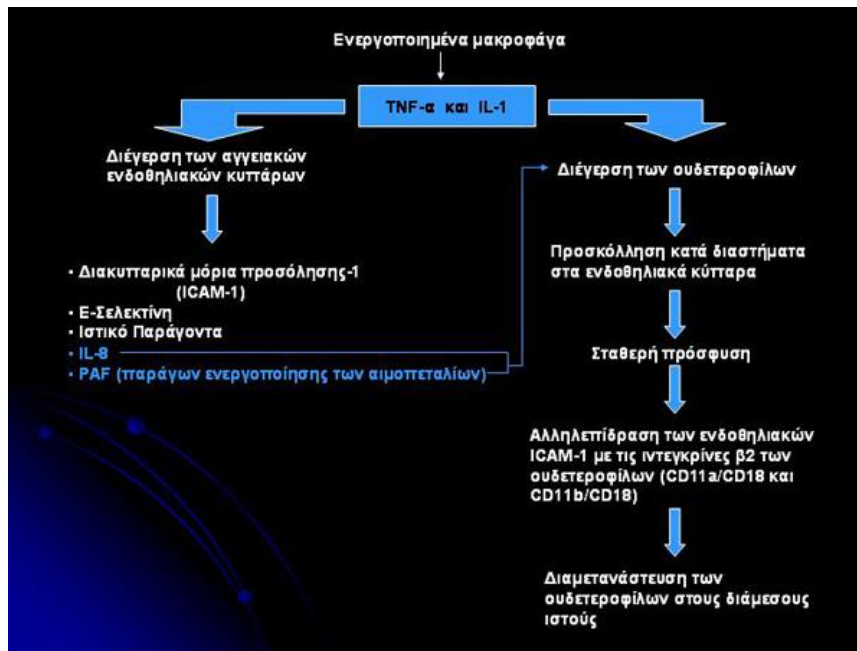 Ενεργοποιημένα μακροφάγα
TNF-α και IL-1
Διέγερση των αγγειακών
ενδοθηλιακών κυττάρων
• Διακυτταρικά μόρια προσόλησης-1
(ICAM-1)
• Ε-Σελεκτίνη
• Ιστικό Παράγοντα
• IL-8
• PAF (παράγων ενεργοποίησης των αιμοπεταλίων)
Διέγερση των ουδετεροφίλων
Προσκόλληση κατά διαστήματα
στα ενδοθηλιακά κύτταρα
Σταθερή πρόσφυση
Αλληλεπίδραση των ενδοθηλιακών
ICAM-1 με τις ιντεγκρίνες β2 των
ουδετεροφίλων (CD11a/CD18 και
CD11b/CD18)
Διαμετανάστευση των
ουδετεροφίλων στους διάμεσους
ιστούς